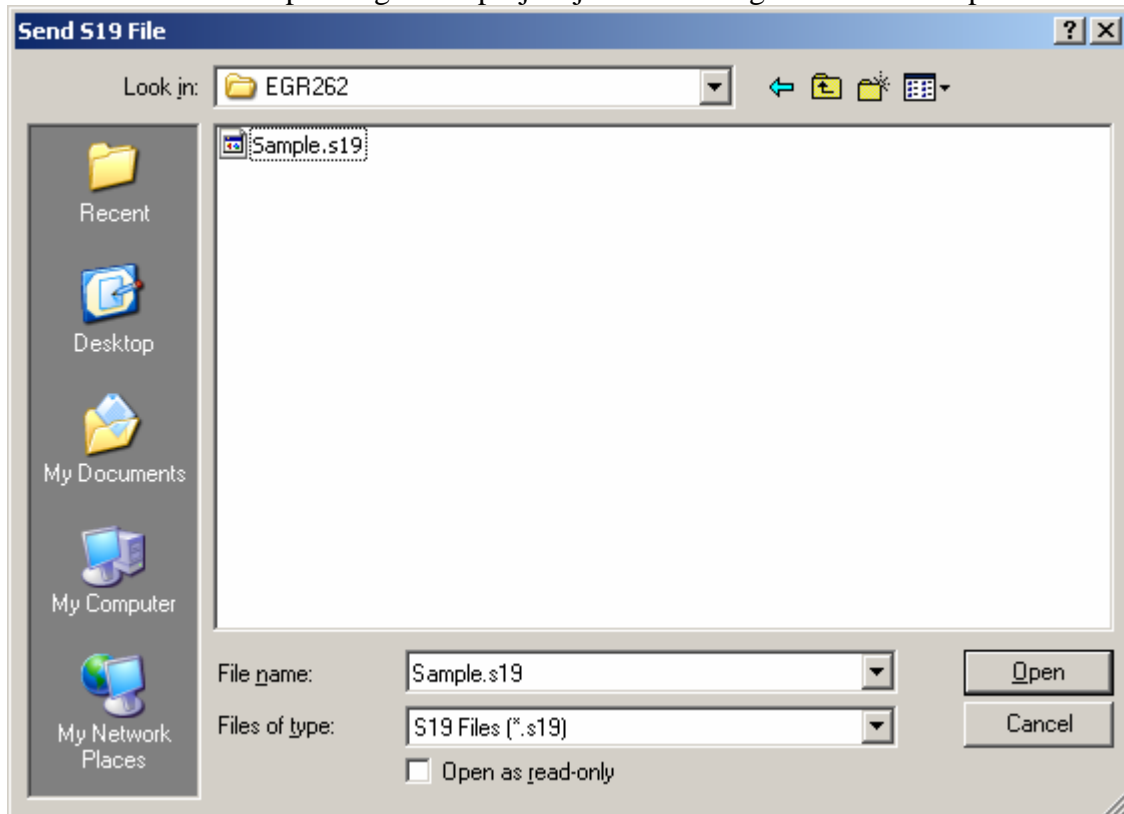 Send S19 File
Look in:
EGR262
Sample.s19
Recent
Desktop
My Documents
My Computer
My Network
Places
File name:
Sample.s19
Open
Files of type:
S19 Files (*.s19)
Cancel
Open as read-only